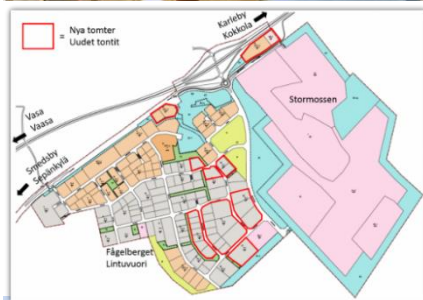 Nya tomter
= Uudet tontit
Karleby
Kokkola
Stormossen
Vasa
Vaasa
Smedsby
Sepänkylä
Fågelberget
Lintuvuori